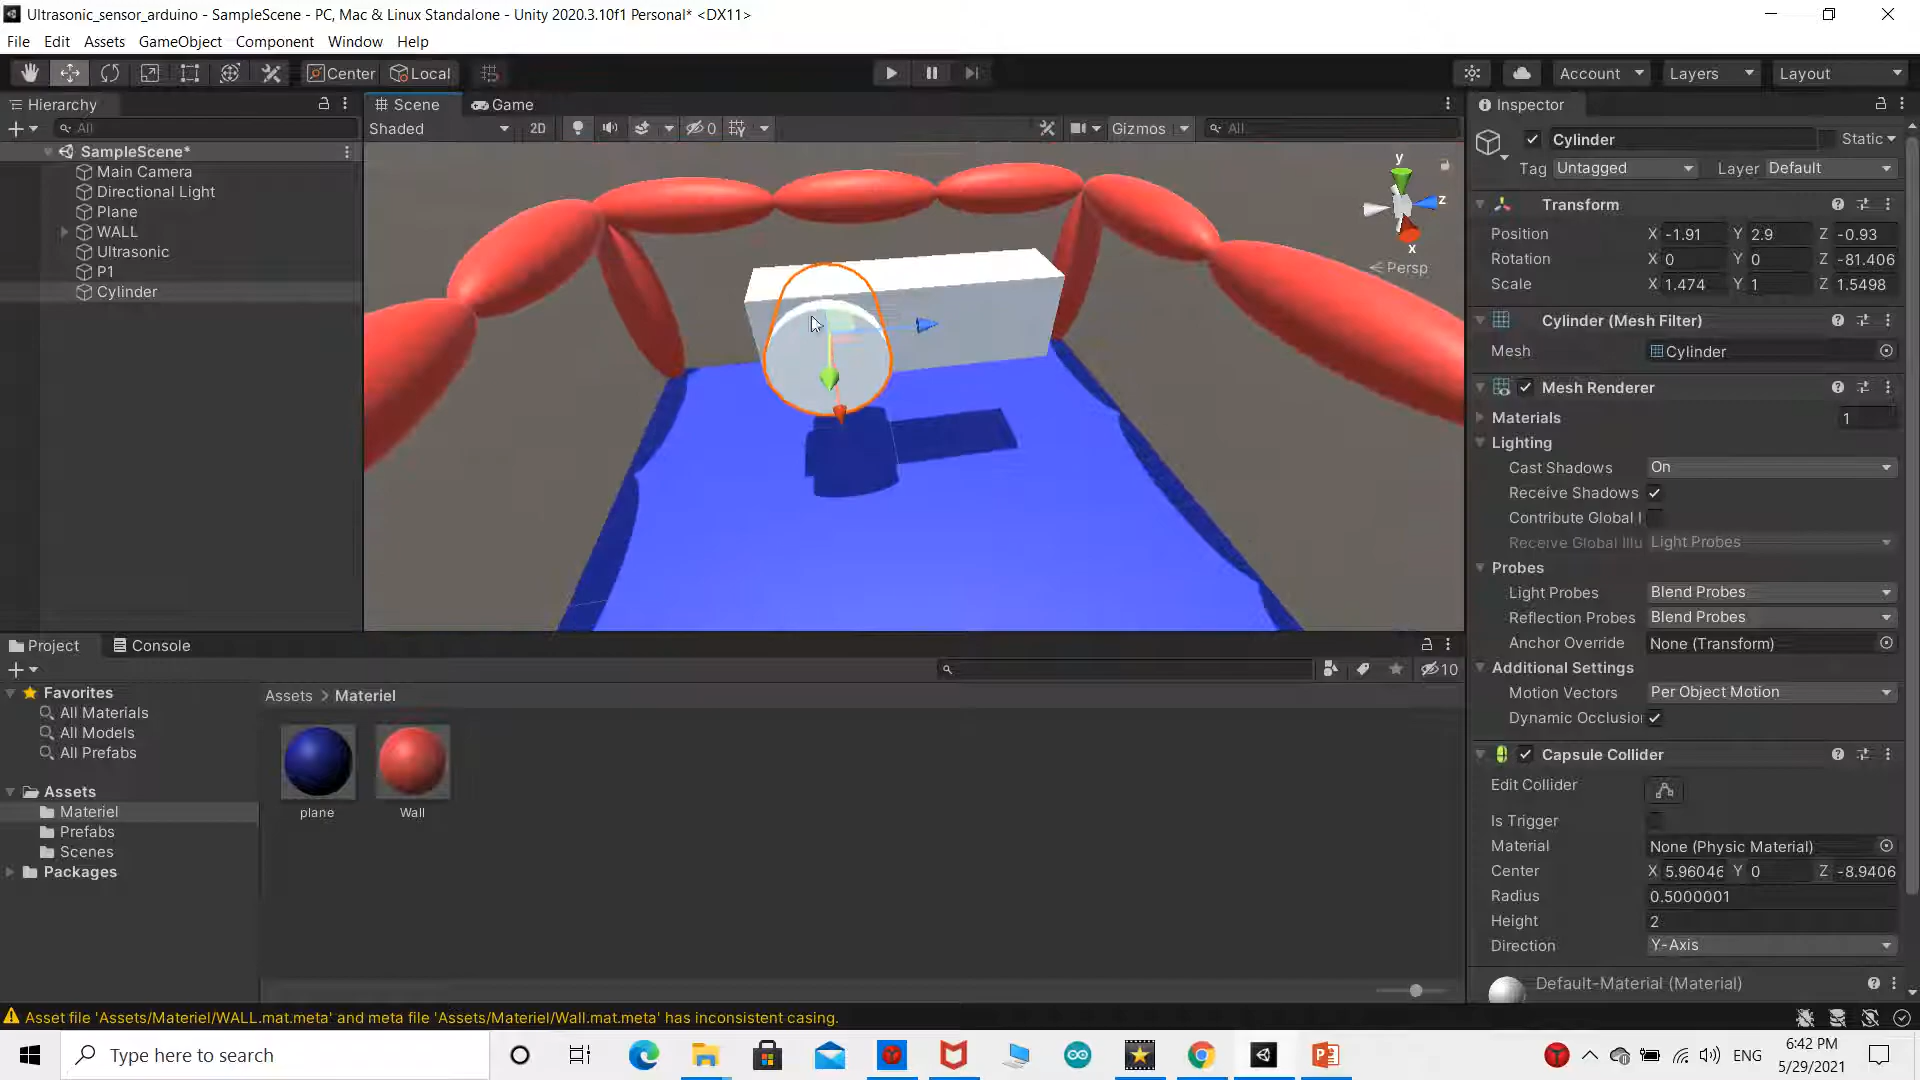 Ultrasonic_sensor_arduino - SampleScene - PC, Mac & Linux Standalone - Unity 2020.3.10f1 Personal* <DX11>
File Edit Assets GameObject Component Window Help
Center Local Account Layers Layout
Hierarchy
All
SampleScene*
Main Camera
Directional Light
Plane
WALL
Ultrasonic
P1
Cylinder
Scene Game
Shaded 2D 0 Gizmos All
y
z
x
Persp
Inspector
Cylinder Static
Tag Untagged Layer Default
Transform
Position X -1.91 Y 2.9 Z -0.93
Rotation X 0 Y 0 Z -81.406
Scale X 1.474 Y 1 Z 1.5498
Cylinder (Mesh Filter)
Mesh Cylinder
Mesh Renderer
Materials 1
Lighting
Cast Shadows On
Receive Shadows
Contribute Global I
Receive Global Illu Light Probes
Probes
Light Probes Blend Probes
Reflection Probes Blend Probes
Anchor Override None (Transform)
Additional Settings
Motion Vectors Per Object Motion
Dynamic Occlusion
Capsule Collider
Edit Collider
Is Trigger
Material None (Physic Material)
Center X 5.96046 Y 0 Z -8.9406
Radius 0.5000001
Height 2
Direction Y-Axis
Default-Material (Material)
Project Console
10
Favorites
All Materials
All Models
All Prefabs
Assets
Materiel
Prefabs
Scenes
Packages
Assets > Materiel
plane Wall
Asset file 'Assets/Materiel/WALL.mat.meta' and meta file 'Assets/Materiel/Wall.mat.meta' has inconsistent casing.
Type here to search
ENG
6:42 PM
5/29/2021